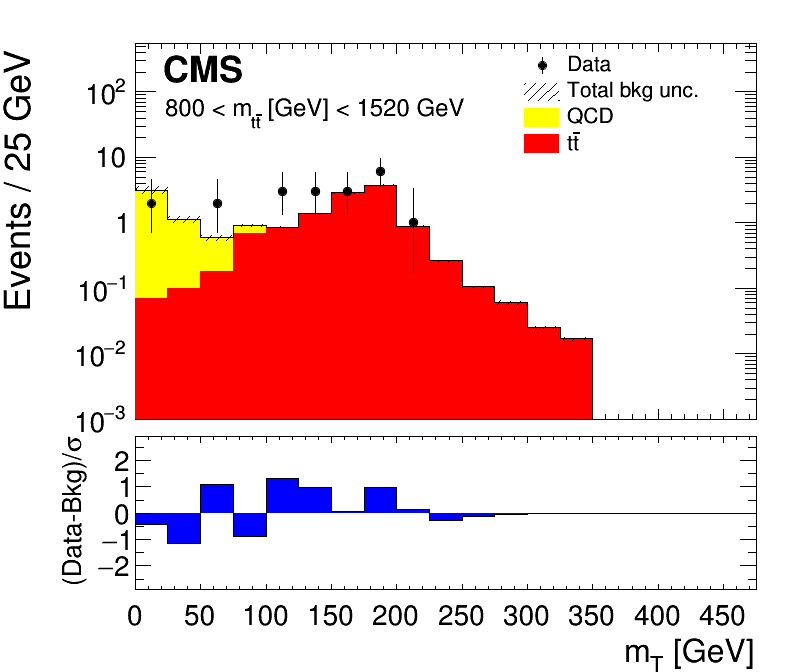 CMS
800 < m_tt̄ [GeV] < 1520 GeV
Data
Total bkg unc.
QCD
tt̄
Events / 25 GeV
10²
10
1
10⁻¹
10⁻²
10⁻³
(Data-Bkg)/σ
2
1
0
−1
−2
0 50 100 150 200 250 300 350 400 450
m_T [GeV]